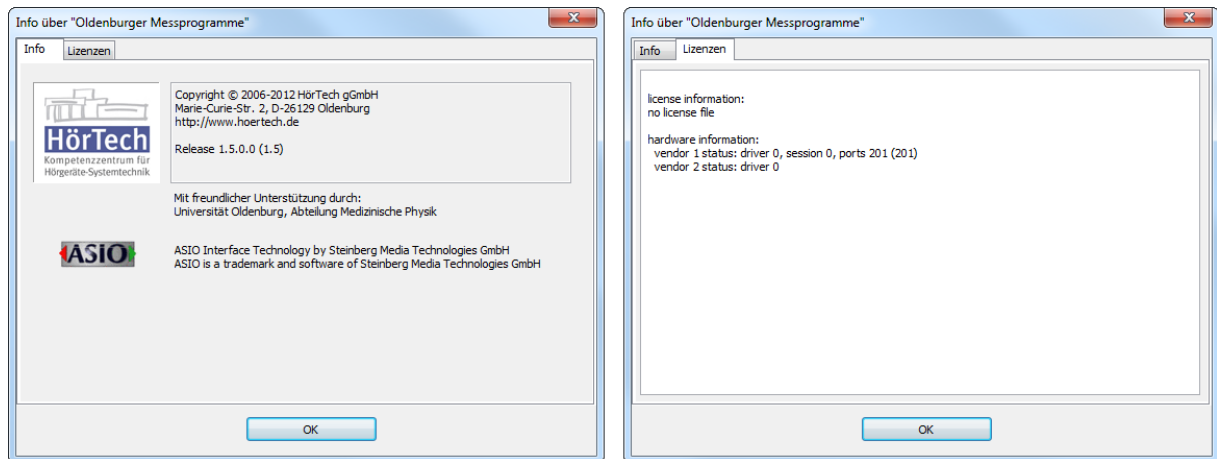 Info über "Oldenburger Messprogramme"
Info
Lizenzen
HörTech
Kompetenzzentrum für
Hörgeräte-Systemtechnik
Copyright © 2006-2012 HörTech gGmbH
Marie-Curie-Str. 2, D-26129 Oldenburg
http://www.hoertech.de
Release 1.5.0.0 (1.5)
Mit freundlicher Unterstützung durch:
Universität Oldenburg, Abteilung Medizinische Physik
ASIO
ASIO Interface Technology by Steinberg Media Technologies GmbH
ASIO is a trademark and software of Steinberg Media Technologies GmbH
OK
Info über "Oldenburger Messprogramme"
Info
Lizenzen
license information:
no license file
hardware information:
vendor 1 status: driver 0, session 0, ports 201 (201)
vendor 2 status: driver 0
OK